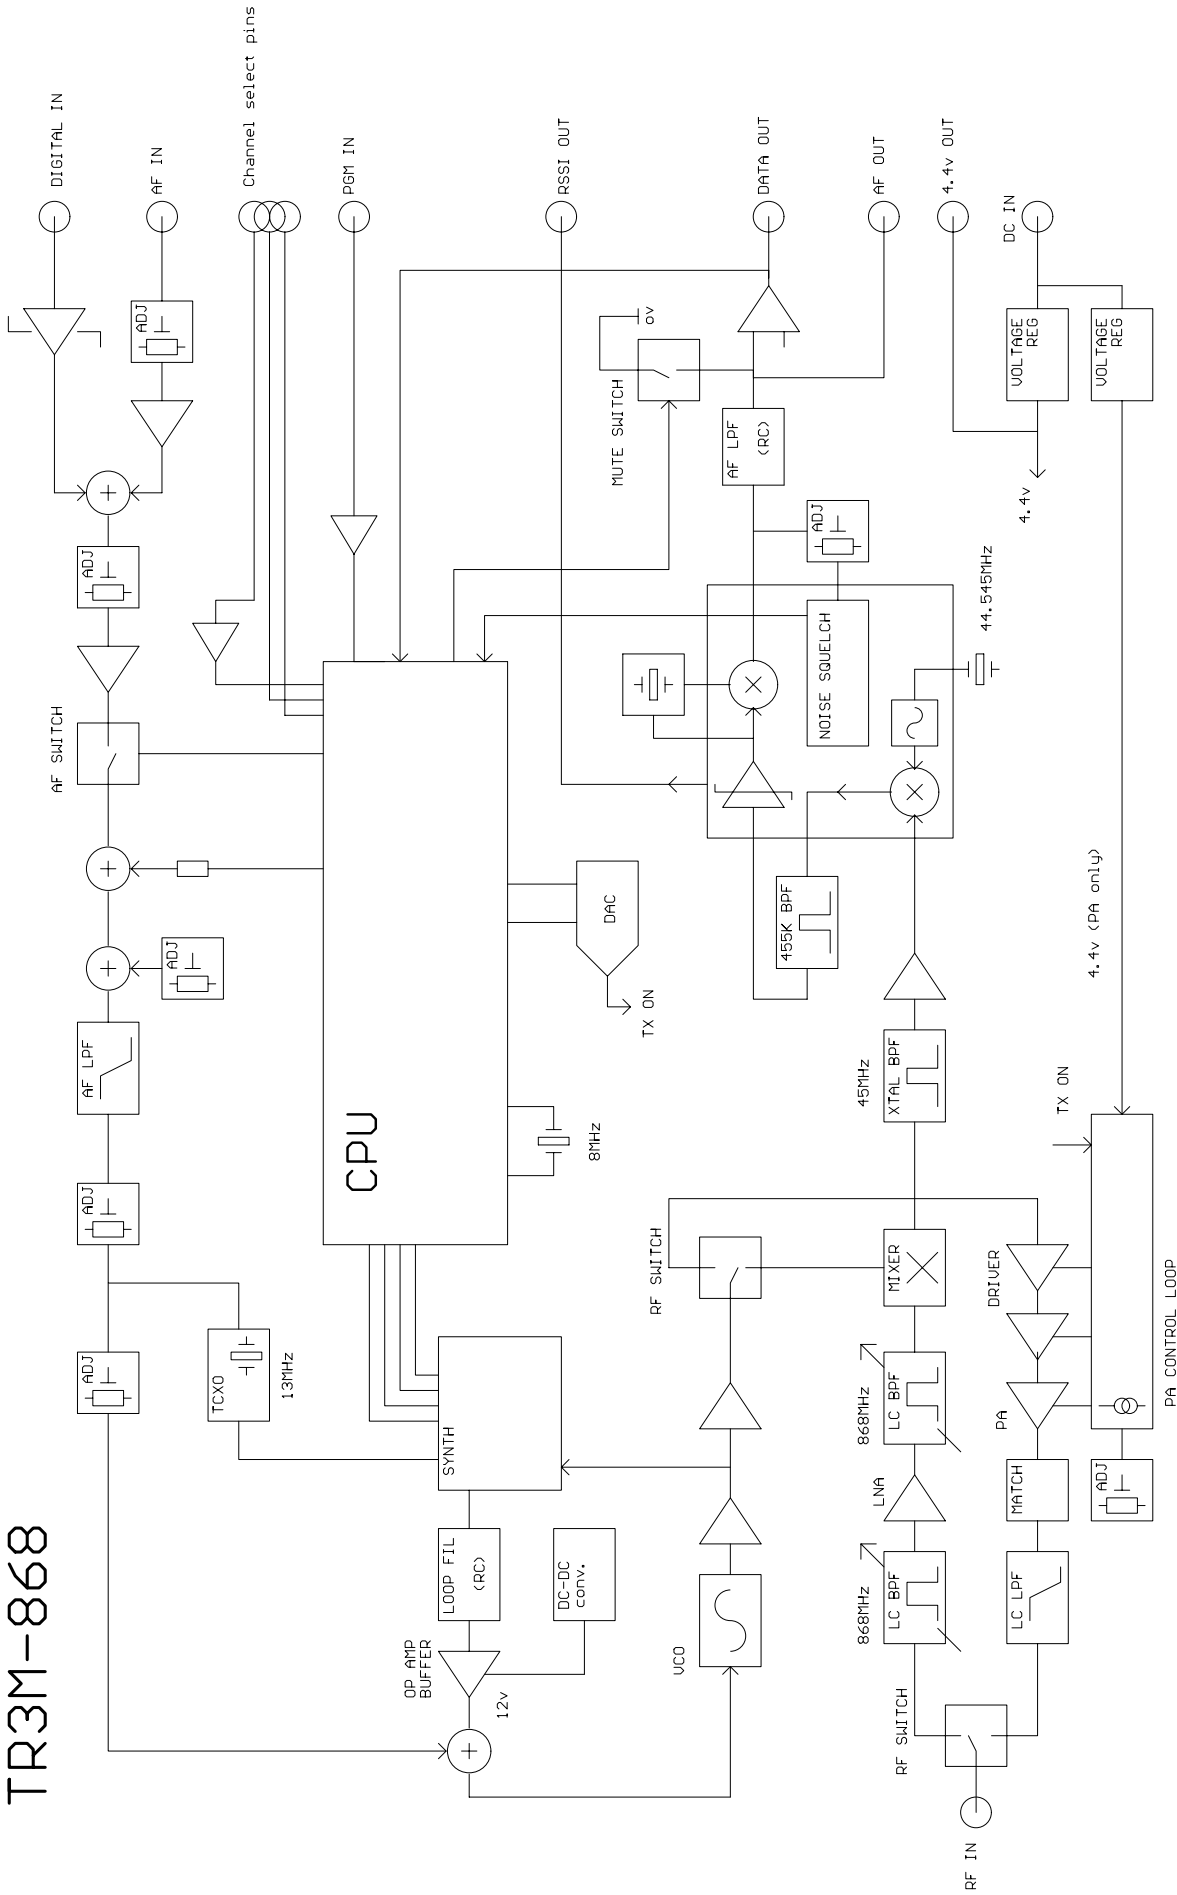 TR3M-868
DIGITAL IN
AF IN
Channel select pins
PGM IN
RSSI OUT
DATA OUT
AF OUT
4.4v OUT
DC IN
ADJ
ADJ
AF SWITCH
ADJ
AF LPF
ADJ
ADJ
TCXO
13MHz
CPU
8MHz
DAC
TX ON
SYNTH
LOOP FIL
(RC)
DC-DC
conv.
OP AMP
BUFFER
12v
VCO
RF SWITCH
MUTE SWITCH
0v
AF LPF
(RC)
ADJ
NOISE SQUELCH
44.545MHz
455K BPF
45MHz
XTAL BPF
MIXER
868MHz
LC BPF
LNA
868MHz
LC BPF
RF SWITCH
RF IN
LC LPF
MATCH
PA
DRIVER
ADJ
PA CONTROL LOOP
TX ON
4.4v (PA only)
4.4v
VOLTAGE
REG
VOLTAGE
REG